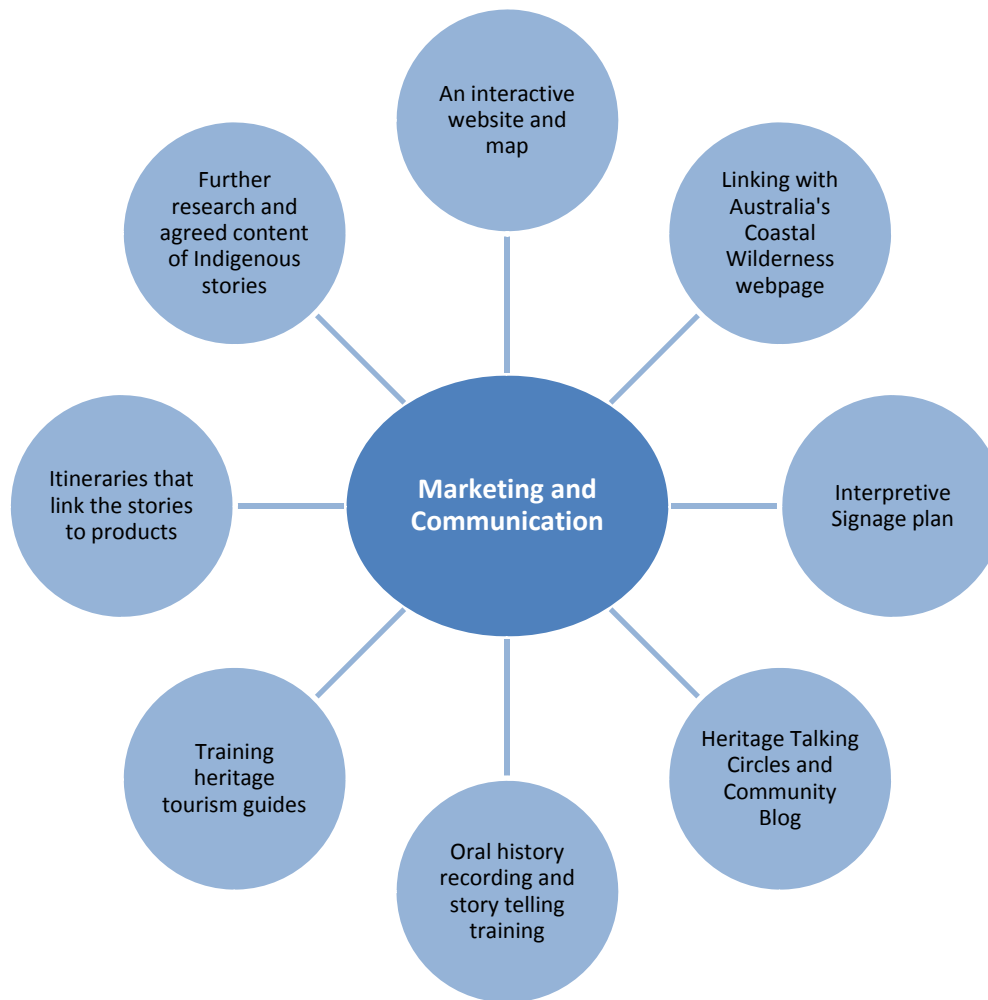 An interactive
website and
map
Linking with
Australia's
Coastal
Wilderness
webpage
Interpretive
Signage plan
Heritage Talking
Circles and
Community
Blog
Oral history
recording and
story telling
training
Training
heritage
tourism guides
Itineraries that
link the stories
to products
Further
research and
agreed content
of Indigenous
stories
Marketing and
Communication